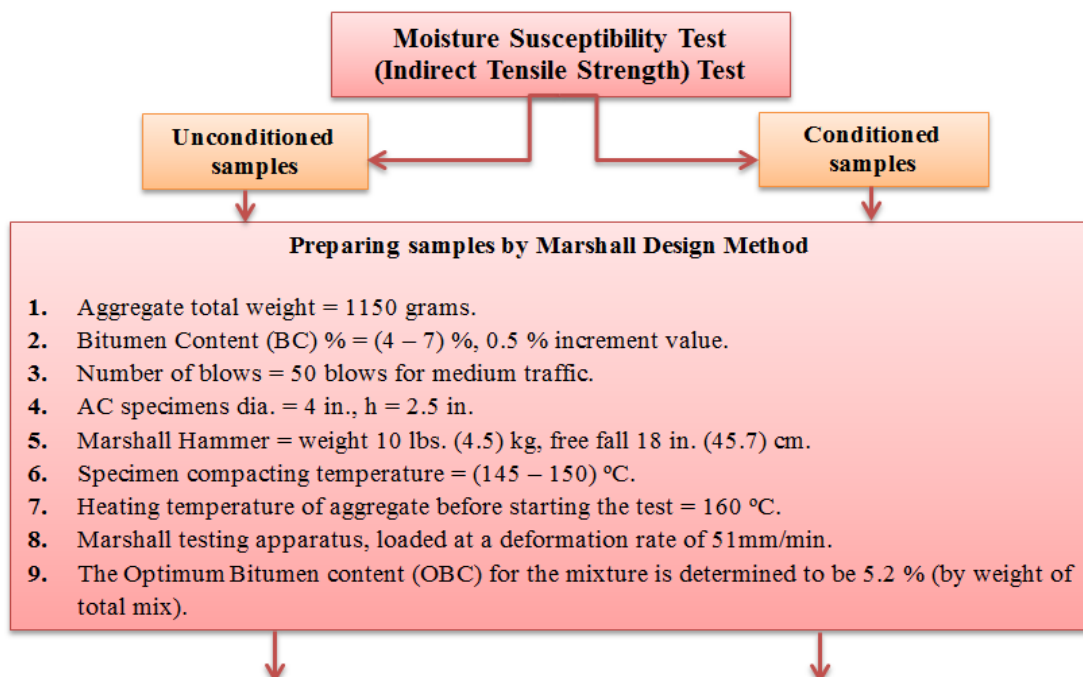 Moisture Susceptibility Test
(Indirect Tensile Strength) Test
Unconditioned
samples
Conditioned
samples
Preparing samples by Marshall Design Method
1. Aggregate total weight = 1150 grams.
2. Bitumen Content (BC) % = (4 – 7) %, 0.5 % increment value.
3. Number of blows = 50 blows for medium traffic.
4. AC specimens dia. = 4 in., h = 2.5 in.
5. Marshall Hammer = weight 10 lbs. (4.5) kg, free fall 18 in. (45.7) cm.
6. Specimen compacting temperature = (145 – 150) ºC.
7. Heating temperature of aggregate before starting the test = 160 ºC.
8. Marshall testing apparatus, loaded at a deformation rate of 51mm/min.
9. The Optimum Bitumen content (OBC) for the mixture is determined to be 5.2 % (by weight of
total mix).